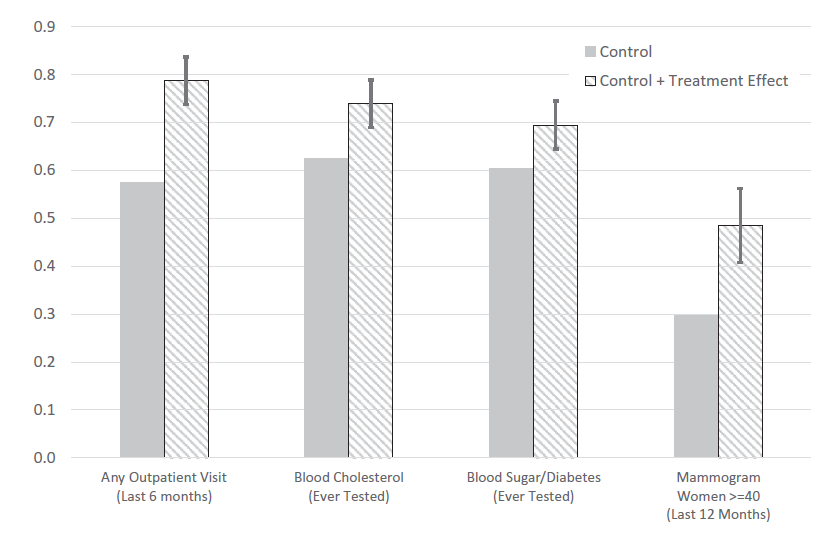 0.9
0.8
0.7
0.6
0.5
0.4
0.3
0.2
0.1
0.0
Control
Control + Treatment Effect
Any Outpatient Visit
(Last 6 months)
Blood Cholesterol
(Ever Tested)
Blood Sugar/Diabetes
(Ever Tested)
Mammogram
Women >=40
(Last 12 Months)